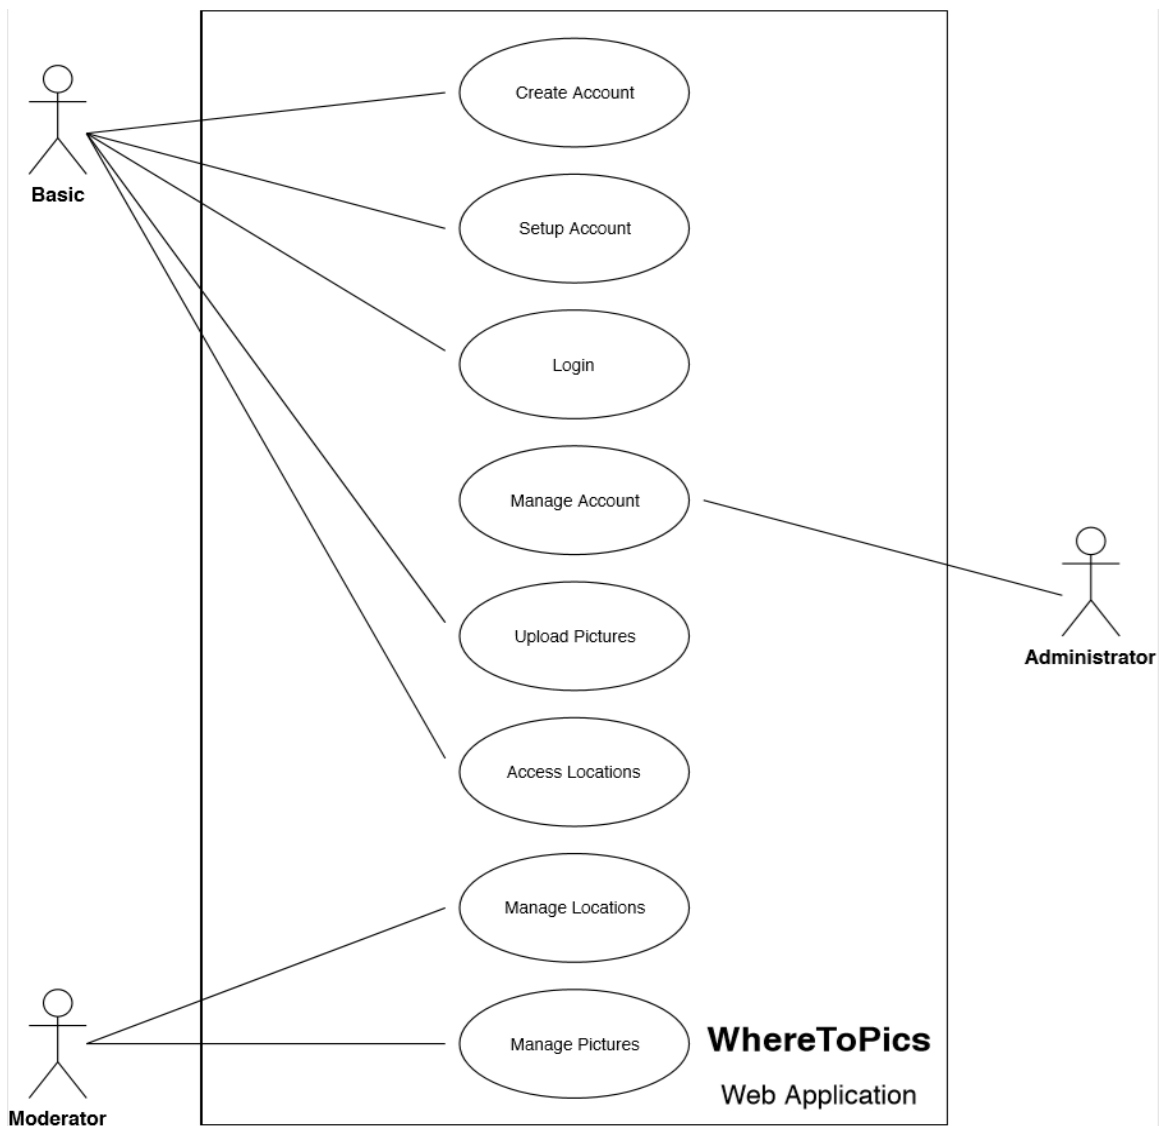 Create Account
Basic
Setup Account
Login
Manage Account
Upload Pictures
Administrator
Access Locations
Manage Locations
WhereToPics
Manage Pictures
Web Application
Moderator